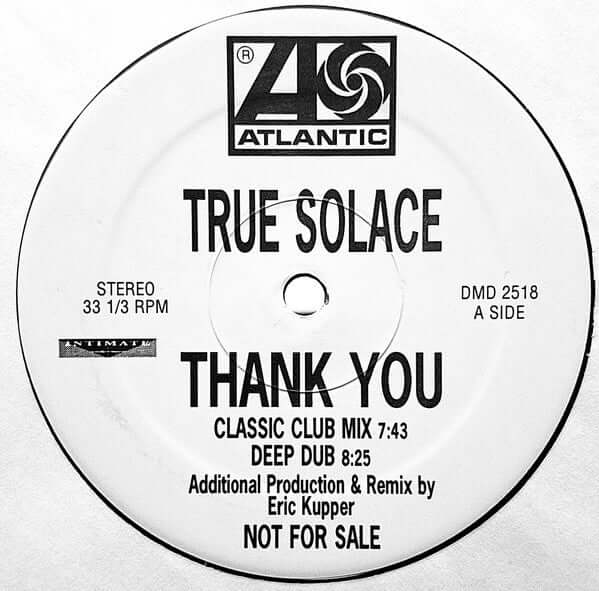 ®
ATLANTIC
TRUE SOLACE
STEREO
33 1/3 RPM
DMD 2518
A SIDE
INTIMATE
THANK YOU
CLASSIC CLUB MIX 7:43
DEEP DUB 8:25
Additional Production & Remix by
Eric Kupper
NOT FOR SALE